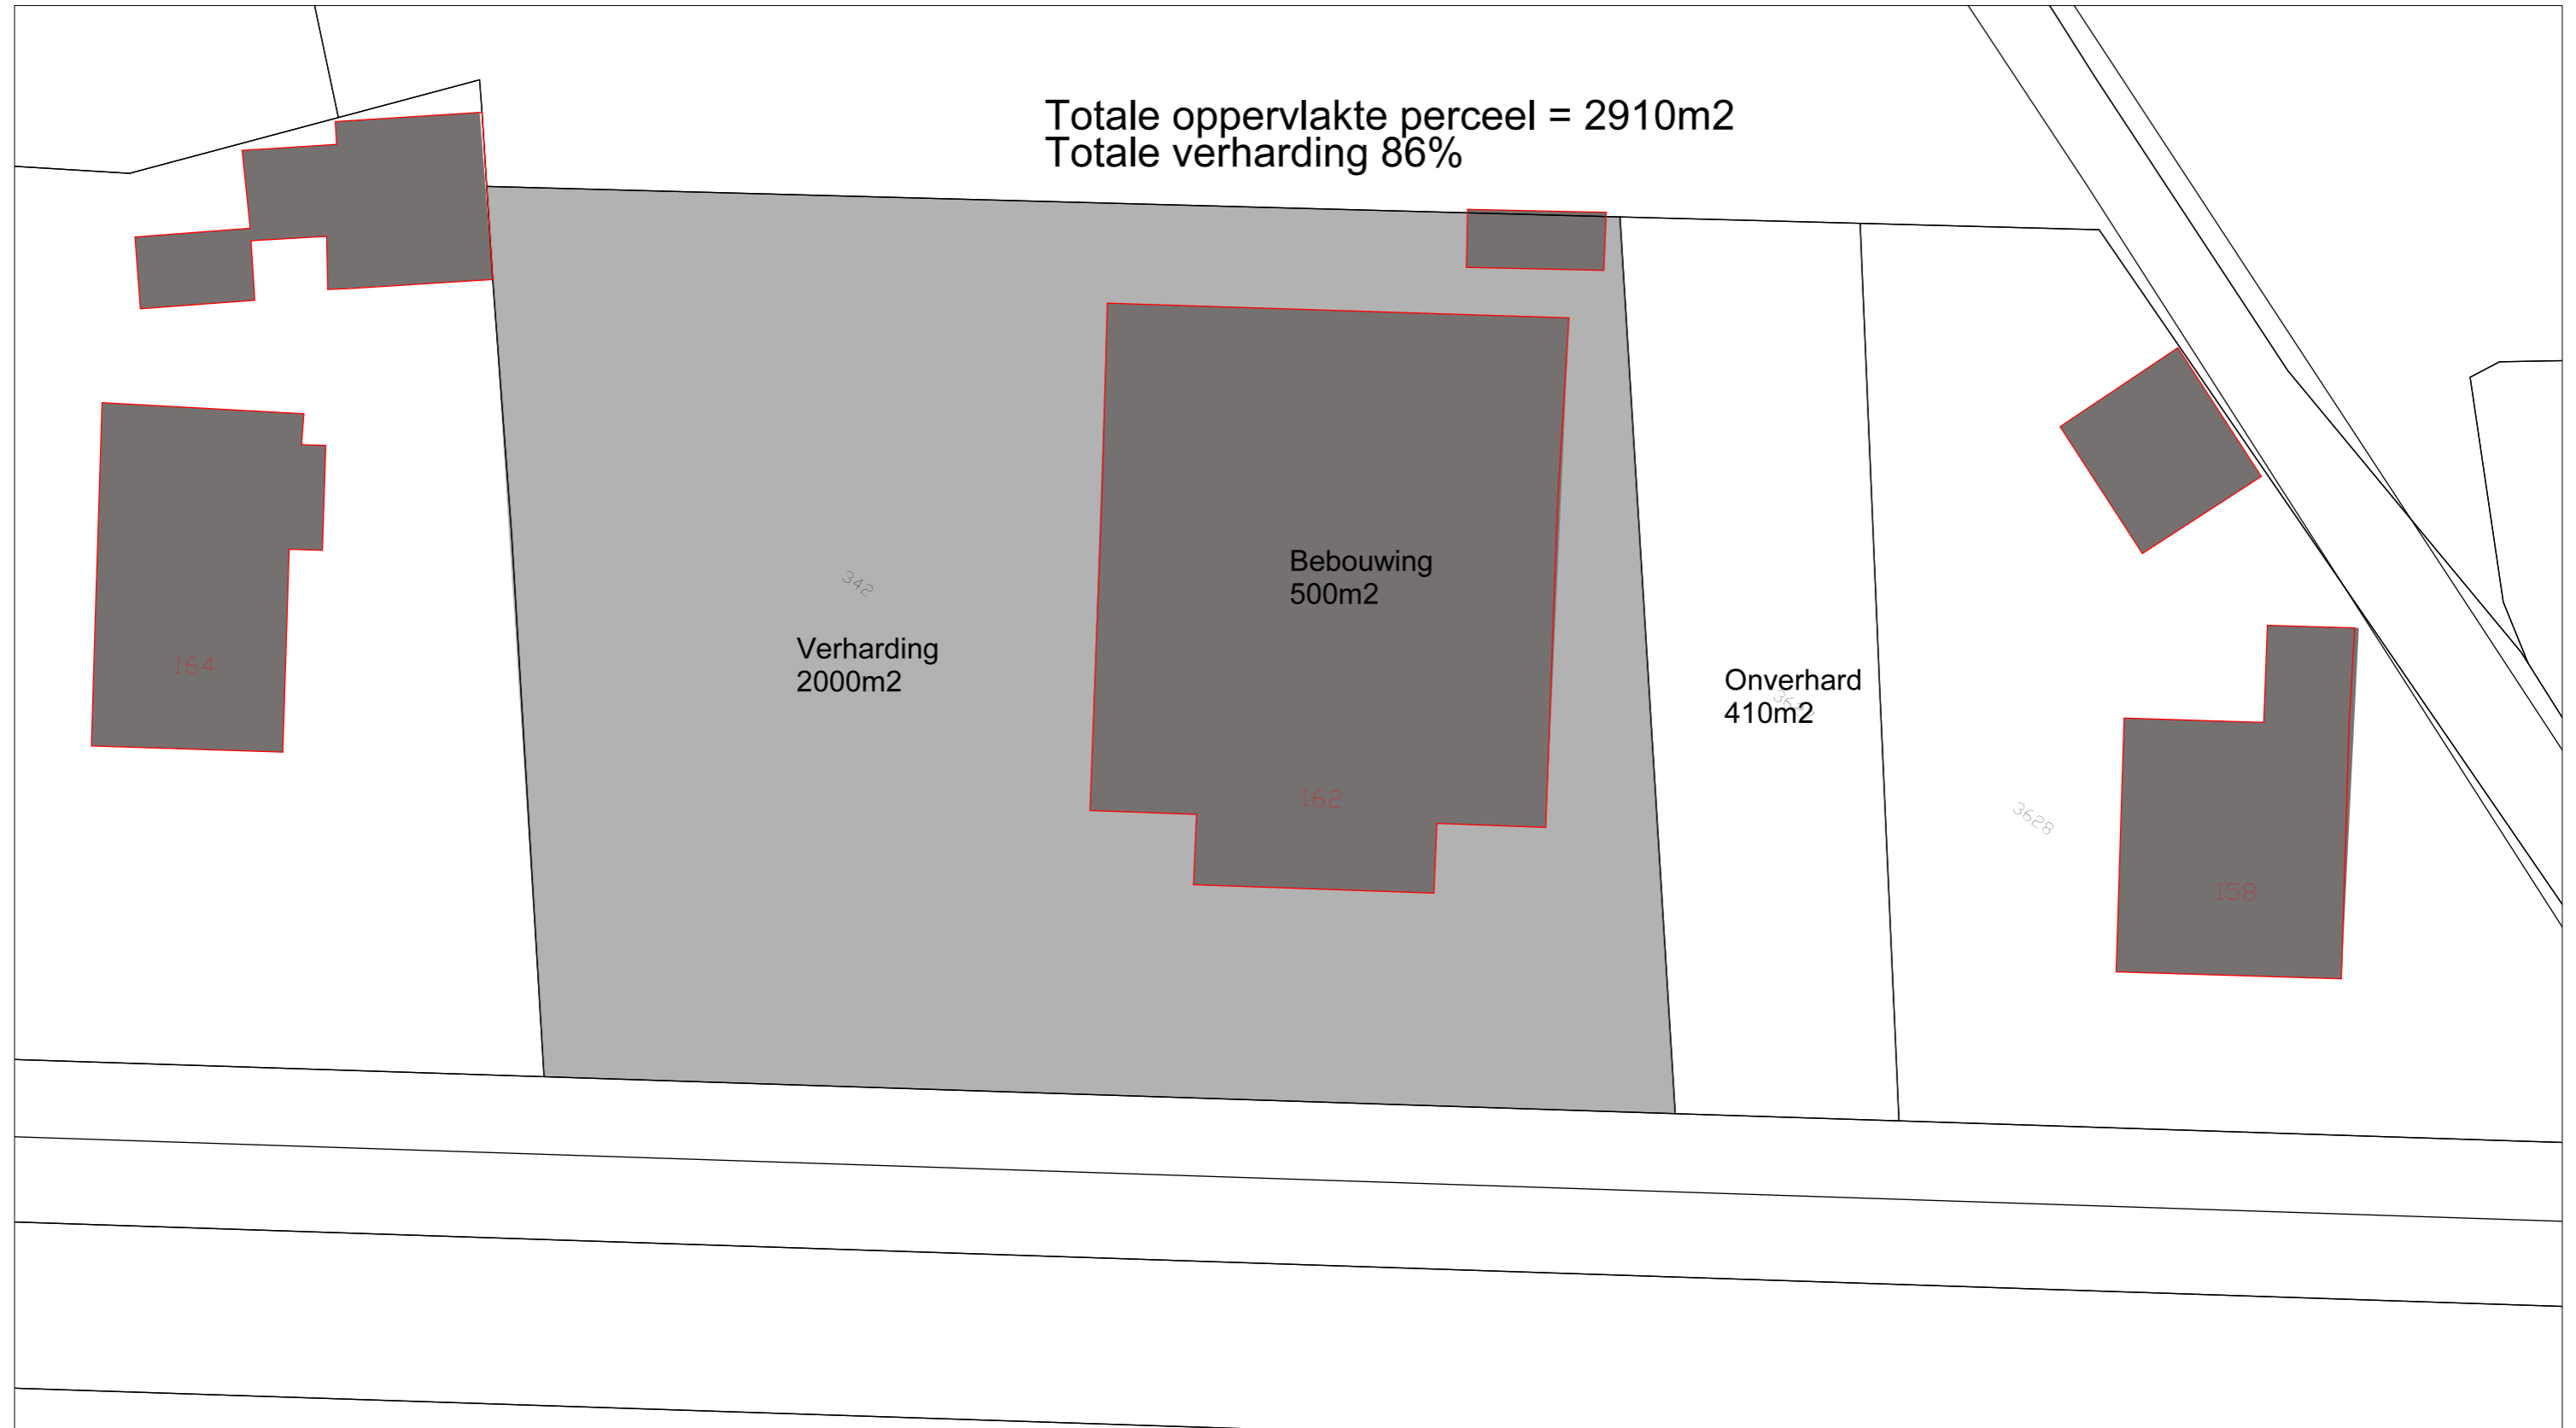 Totale oppervlakte perceel = 2910m2
Totale verharding 86%
Bebouwing
500m2
342
Verharding
2000m2
164
Onverhard
410m2
162
3628
158